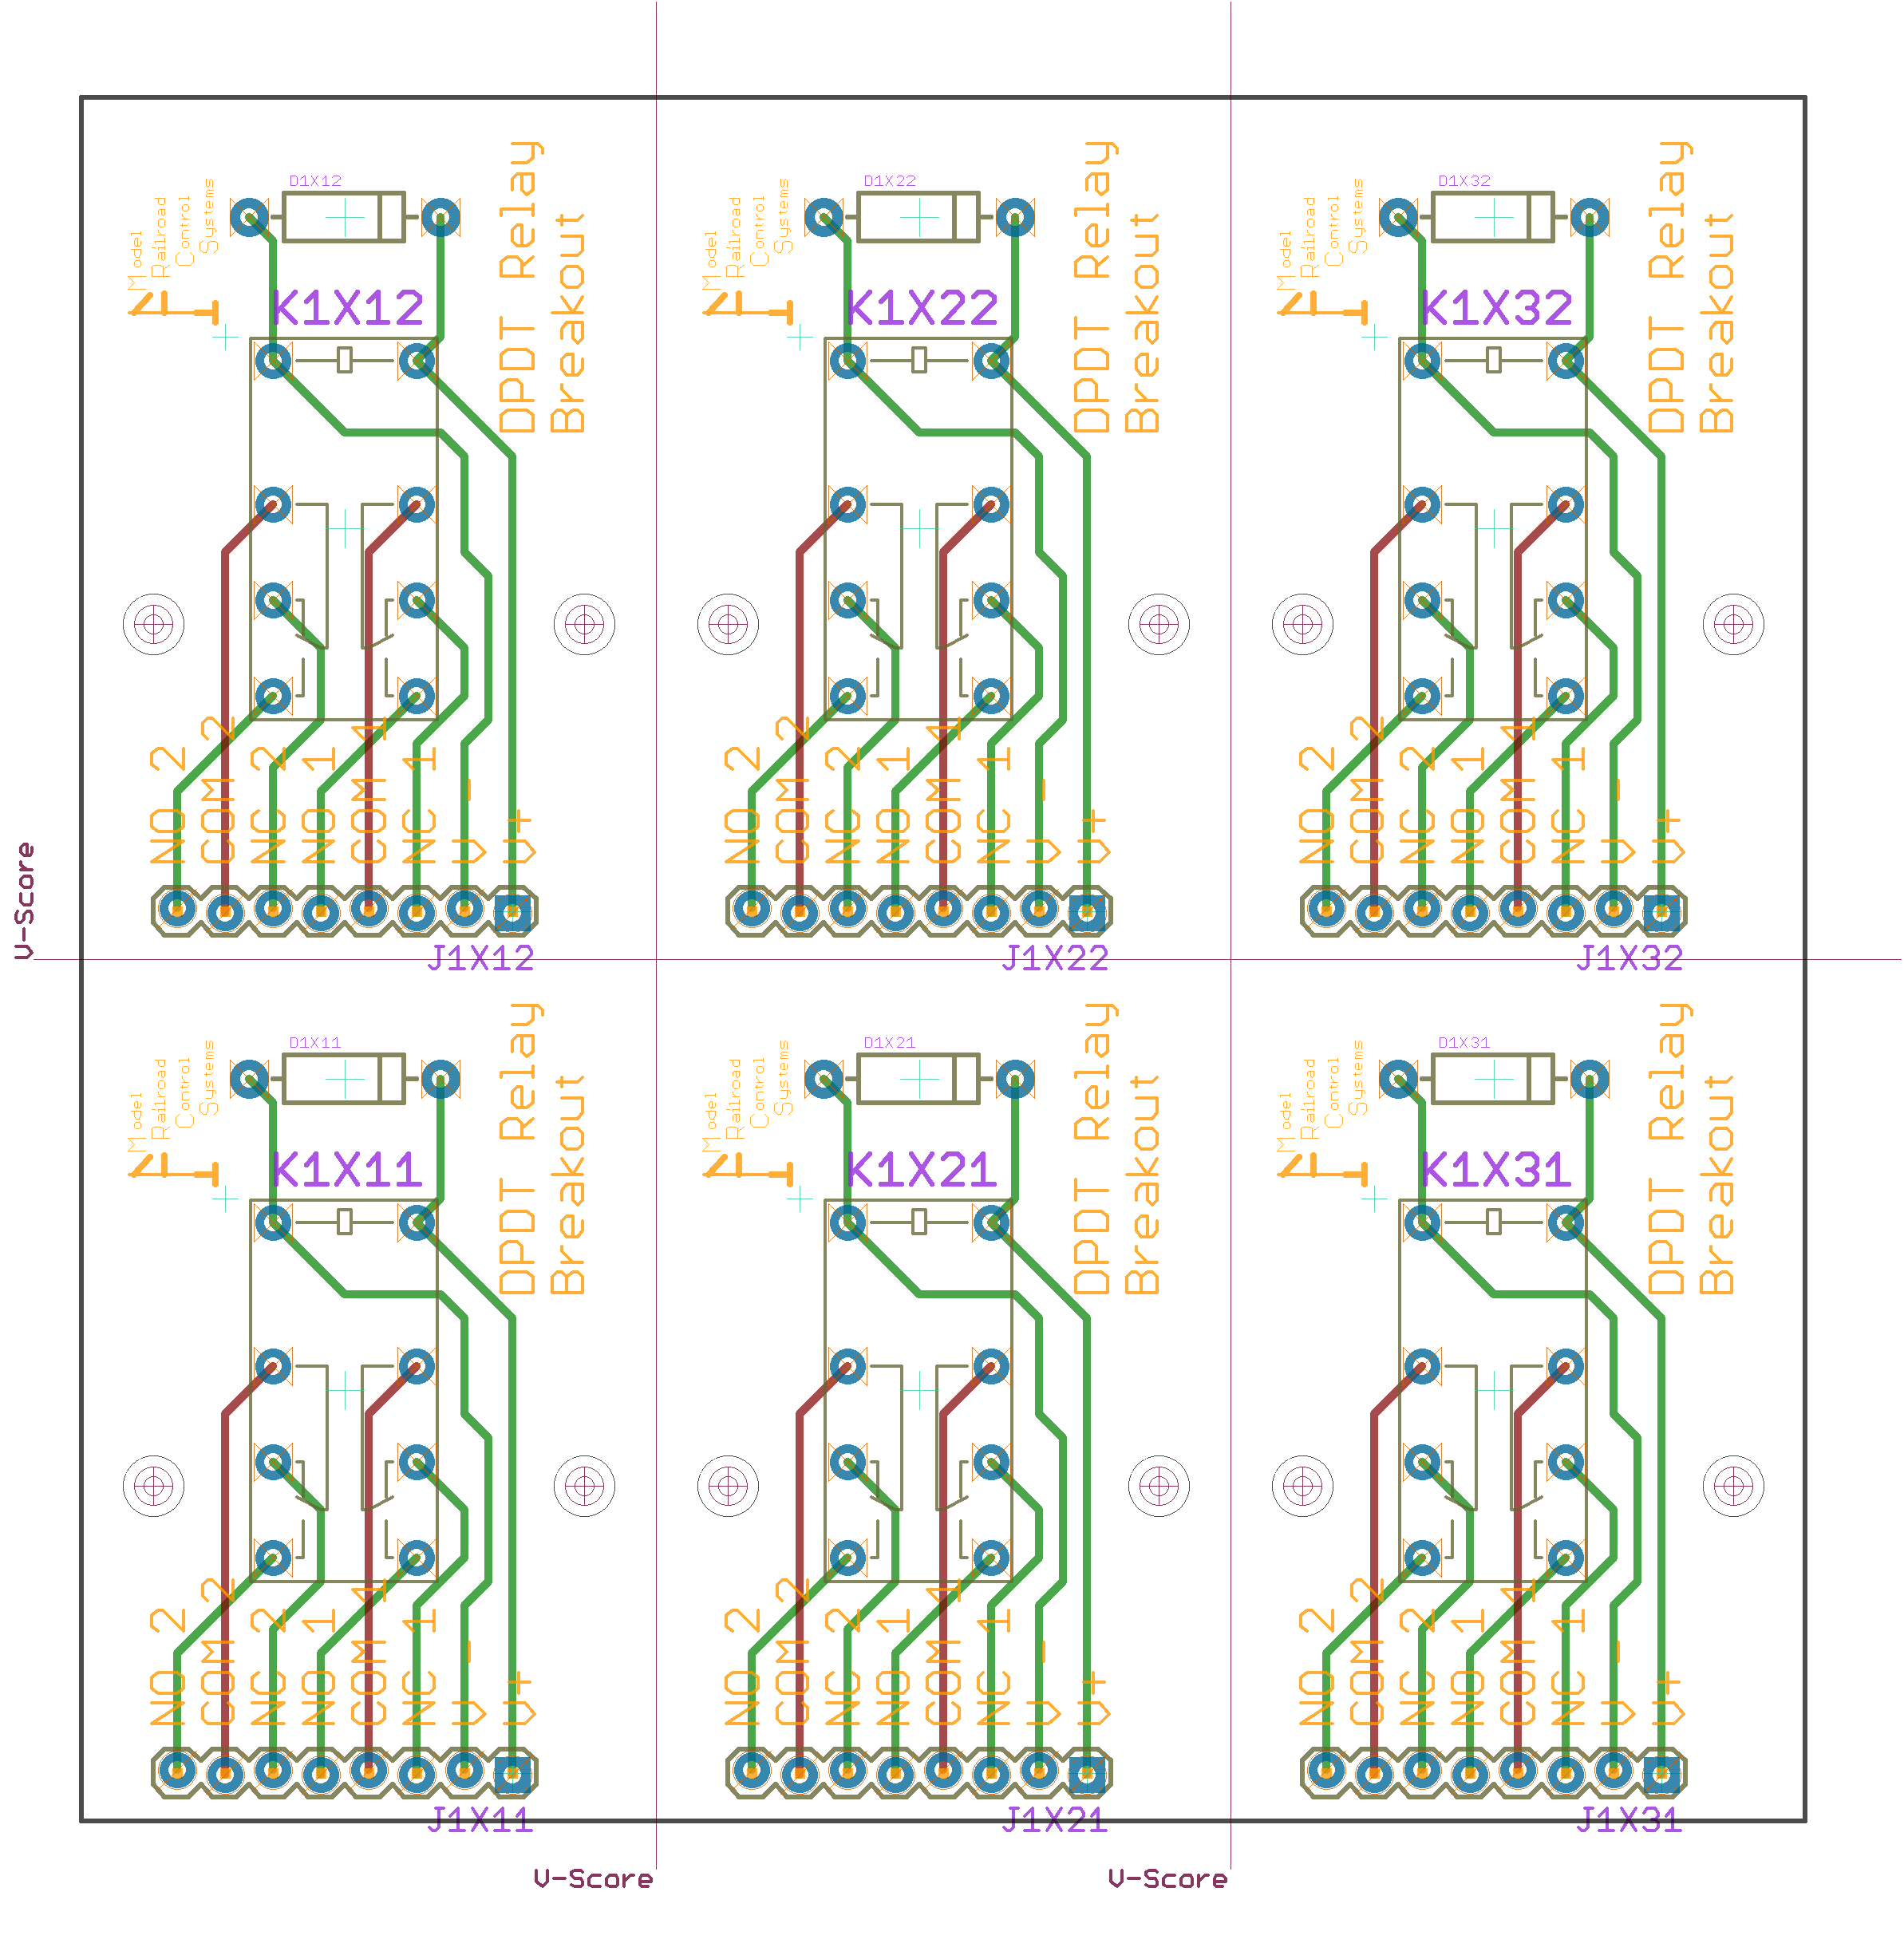 D1X12
Model
Railroad
Control
Systems
K1X12
DPDT Relay
Breakout
NO 2
COM 2
NC 2
NO 1
COM 1
NC 1
V -
V+
J1X12
D1X22
Model
Railroad
Control
Systems
K1X22
DPDT Relay
Breakout
NO 2
COM 2
NC 2
NO 1
COM 1
NC 1
V -
V+
J1X22
D1X32
Model
Railroad
Control
Systems
K1X32
DPDT Relay
Breakout
NO 2
COM 2
NC 2
NO 1
COM 1
NC 1
V -
V+
J1X32
V-Score
D1X11
Model
Railroad
Control
Systems
K1X11
DPDT Relay
Breakout
NO 2
COM 2
NC 2
NO 1
COM 1
NC 1
V -
V+
J1X11
D1X21
Model
Railroad
Control
Systems
K1X21
DPDT Relay
Breakout
NO 2
COM 2
NC 2
NO 1
COM 1
NC 1
V -
V+
J1X21
D1X31
Model
Railroad
Control
Systems
K1X31
DPDT Relay
Breakout
NO 2
COM 2
NC 2
NO 1
COM 1
NC 1
V -
V+
J1X31
V-Score
V-Score